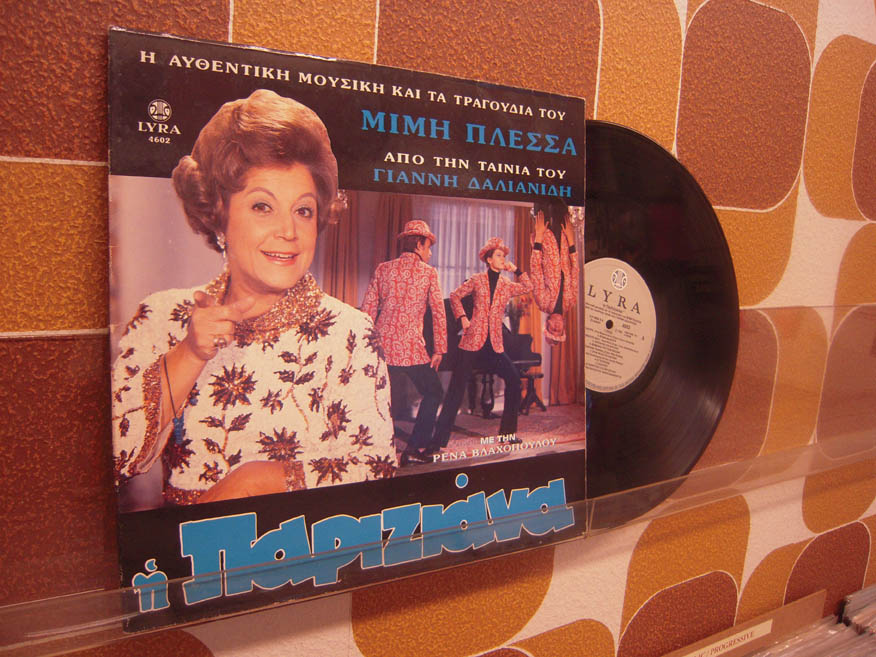 Η ΑΥΘΕΝΤΙΚΗ ΜΟΥΣΙΚΗ ΚΑΙ ΤΑ ΤΡΑΓΟΥΔΙΑ ΤΟΥ
LYRA
4602
ΜΙΜΗ ΠΛΕΣΣΑ
ΑΠΟ ΤΗΝ ΤΑΙΝΙΑ ΤΟΥ
ΓΙΑΝΝΗ ΔΑΛΙΑΝΙΔΗ
LYRA
ΜΕ ΤΗΝ
ΡΕΝΑ ΒΛΑΧΟΠΟΥΛΟΥ
ἡ Παριζιάνα
/ PROGRESSIVE